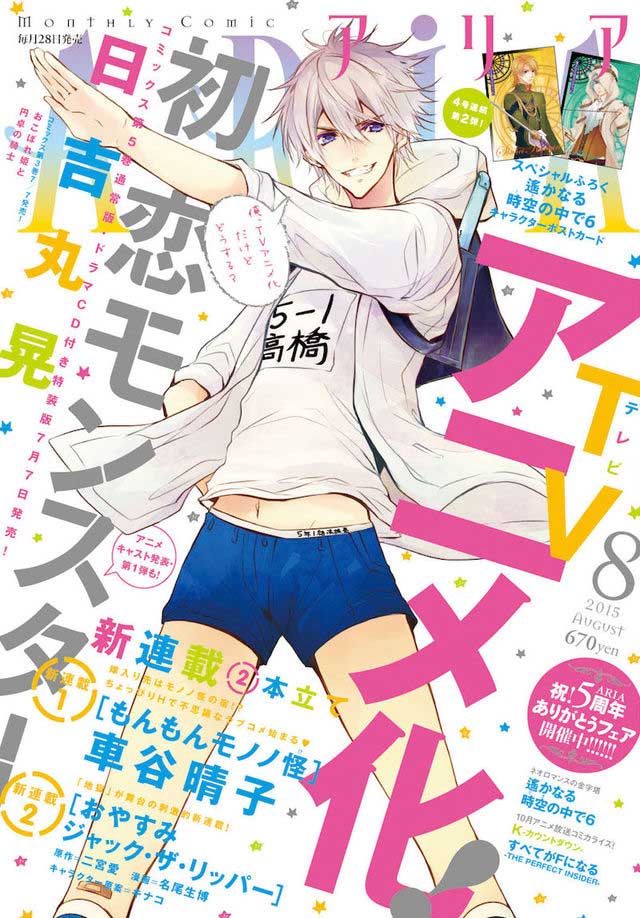 Monthly Comic
毎月28日発売
ARIA
アリア
4号連続
第2弾!
スペシャルふろく
遙かなる
時空の中で6
キャラクターポストカード
初恋モンスター
日吉丸晃
コミックス第5巻通常版・ドラマCD付き特装版7月7日発売!
おこぼれ姫と
円卓の騎士
コミックス第3巻7/7発売!
俺、TVアニメ化
だけど
どうする?
5-1
高橋
TV
テレビ
アニメ化!
アニメ
キャスト発表・
第1弾も!
8
2015
August
670yen
新連載②本立て
新連載
1
嫁入り先はモノノ怪の宿!?
ちょっぴりHで不思議なラブコメ始まる♥
[もんもんモノノ怪!?]
車谷晴子
新連載
2
「地獄」が舞台の刺激的新連載!
[おやすみ
ジャック・ザ・リッパー]
原作=二宮愛 漫画=名尾生博
キャラクター原案=チナコ
ARIA
祝!5周年
ありがとうフェア
開催中!!!!!!
ネオロマンスの金字塔
遙かなる
時空の中で6
10月アニメ放送コミカライズ!
K-カウントダウン-
すべてがFになる
-THE PERFECT INSIDER-